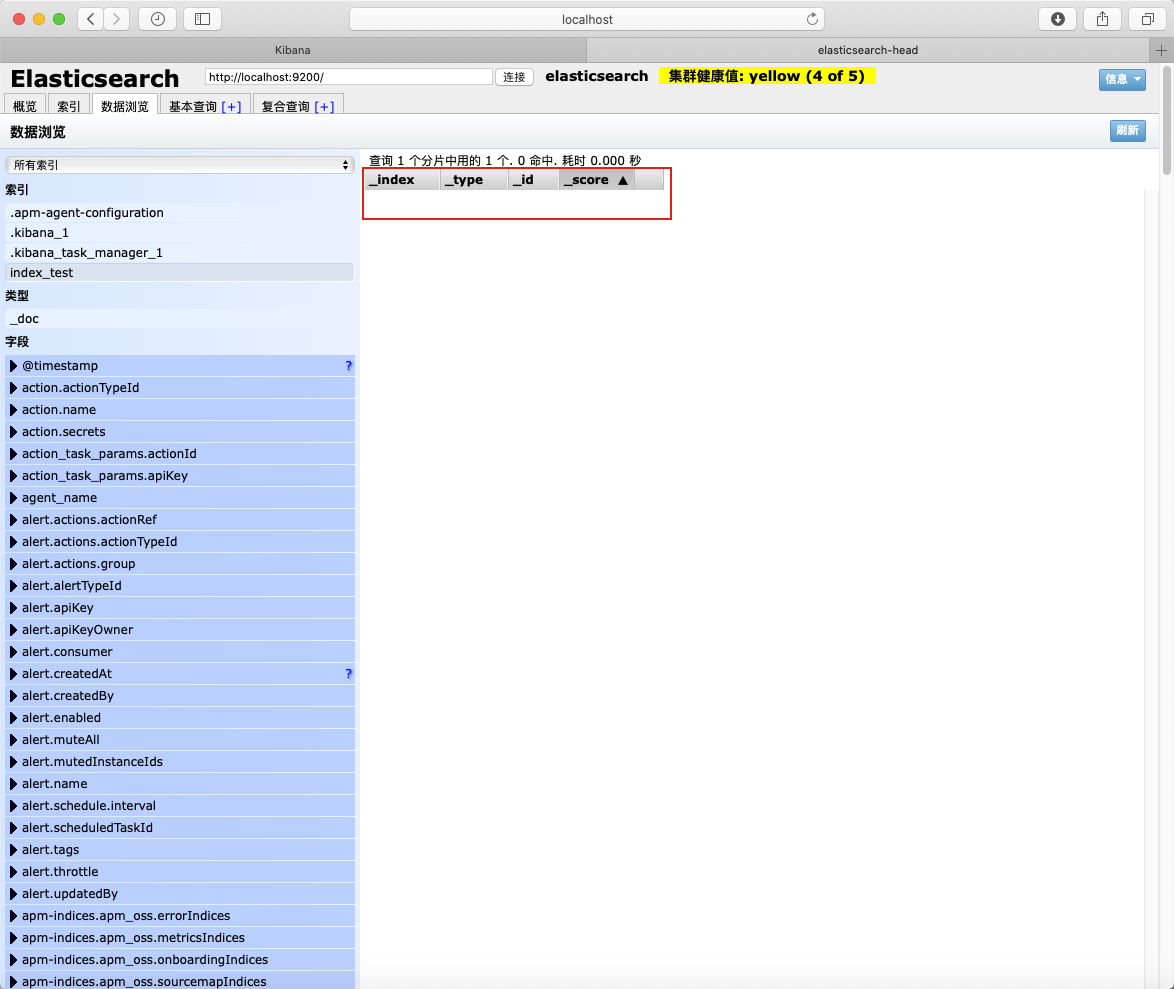 localhost
Kibana
elasticsearch-head
Elasticsearch
http://localhost:9200/
连接
elasticsearch
集群健康值: yellow (4 of 5)
信息
概览
索引
数据浏览
基本查询 [+]
复合查询 [+]
数据浏览
刷新
所有索引
索引
.apm-agent-configuration
.kibana_1
.kibana_task_manager_1
index_test
类型
_doc
字段
@timestamp ?
action.actionTypeId
action.name
action.secrets
action_task_params.actionId
action_task_params.apiKey
agent_name
alert.actions.actionRef
alert.actions.actionTypeId
alert.actions.group
alert.alertTypeId
alert.apiKey
alert.apiKeyOwner
alert.consumer
alert.createdAt ?
alert.createdBy
alert.enabled
alert.muteAll
alert.mutedInstanceIds
alert.name
alert.schedule.interval
alert.scheduledTaskId
alert.tags
alert.throttle
alert.updatedBy
apm-indices.apm_oss.errorIndices
apm-indices.apm_oss.metricsIndices
apm-indices.apm_oss.onboardingIndices
apm-indices.apm_oss.sourcemapIndices
查询 1 个分片中用的 1 个. 0 命中. 耗时 0.000 秒
_index _type _id _score ▲